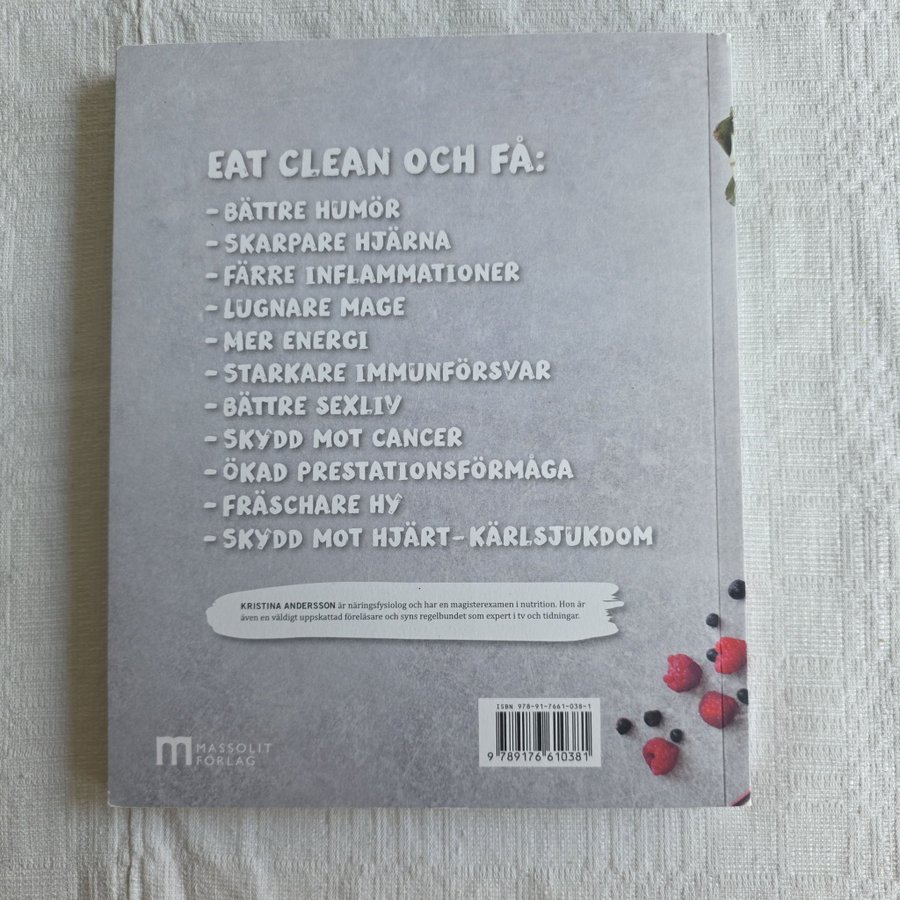 EAT CLEAN OCH FÅ:
- BÄTTRE HUMÖR
- SKARPARE HJÄRNA
- FÄRRE INFLAMMATIONER
- LUGNARE MAGE
- MER ENERGI
- STARKARE IMMUNFÖRSVAR
- BÄTTRE SEXLIV
- SKYDD MOT CANCER
- ÖKAD PRESTATIONSFÖRMÅGA
- FRÄSCHARE HY
- SKYDD MOT HJÄRT-KÄRLSJUKDOM
KRISTINA ANDERSSON är näringsfysiolog och har en magisterexamen i nutrition. Hon är
även en väldigt uppskattad föreläsare och syns regelbundet som expert i tv och tidningar.
ISBN 978-91-7661-038-1
9 789176 610381
m MASSOLIT
FÖRLAG